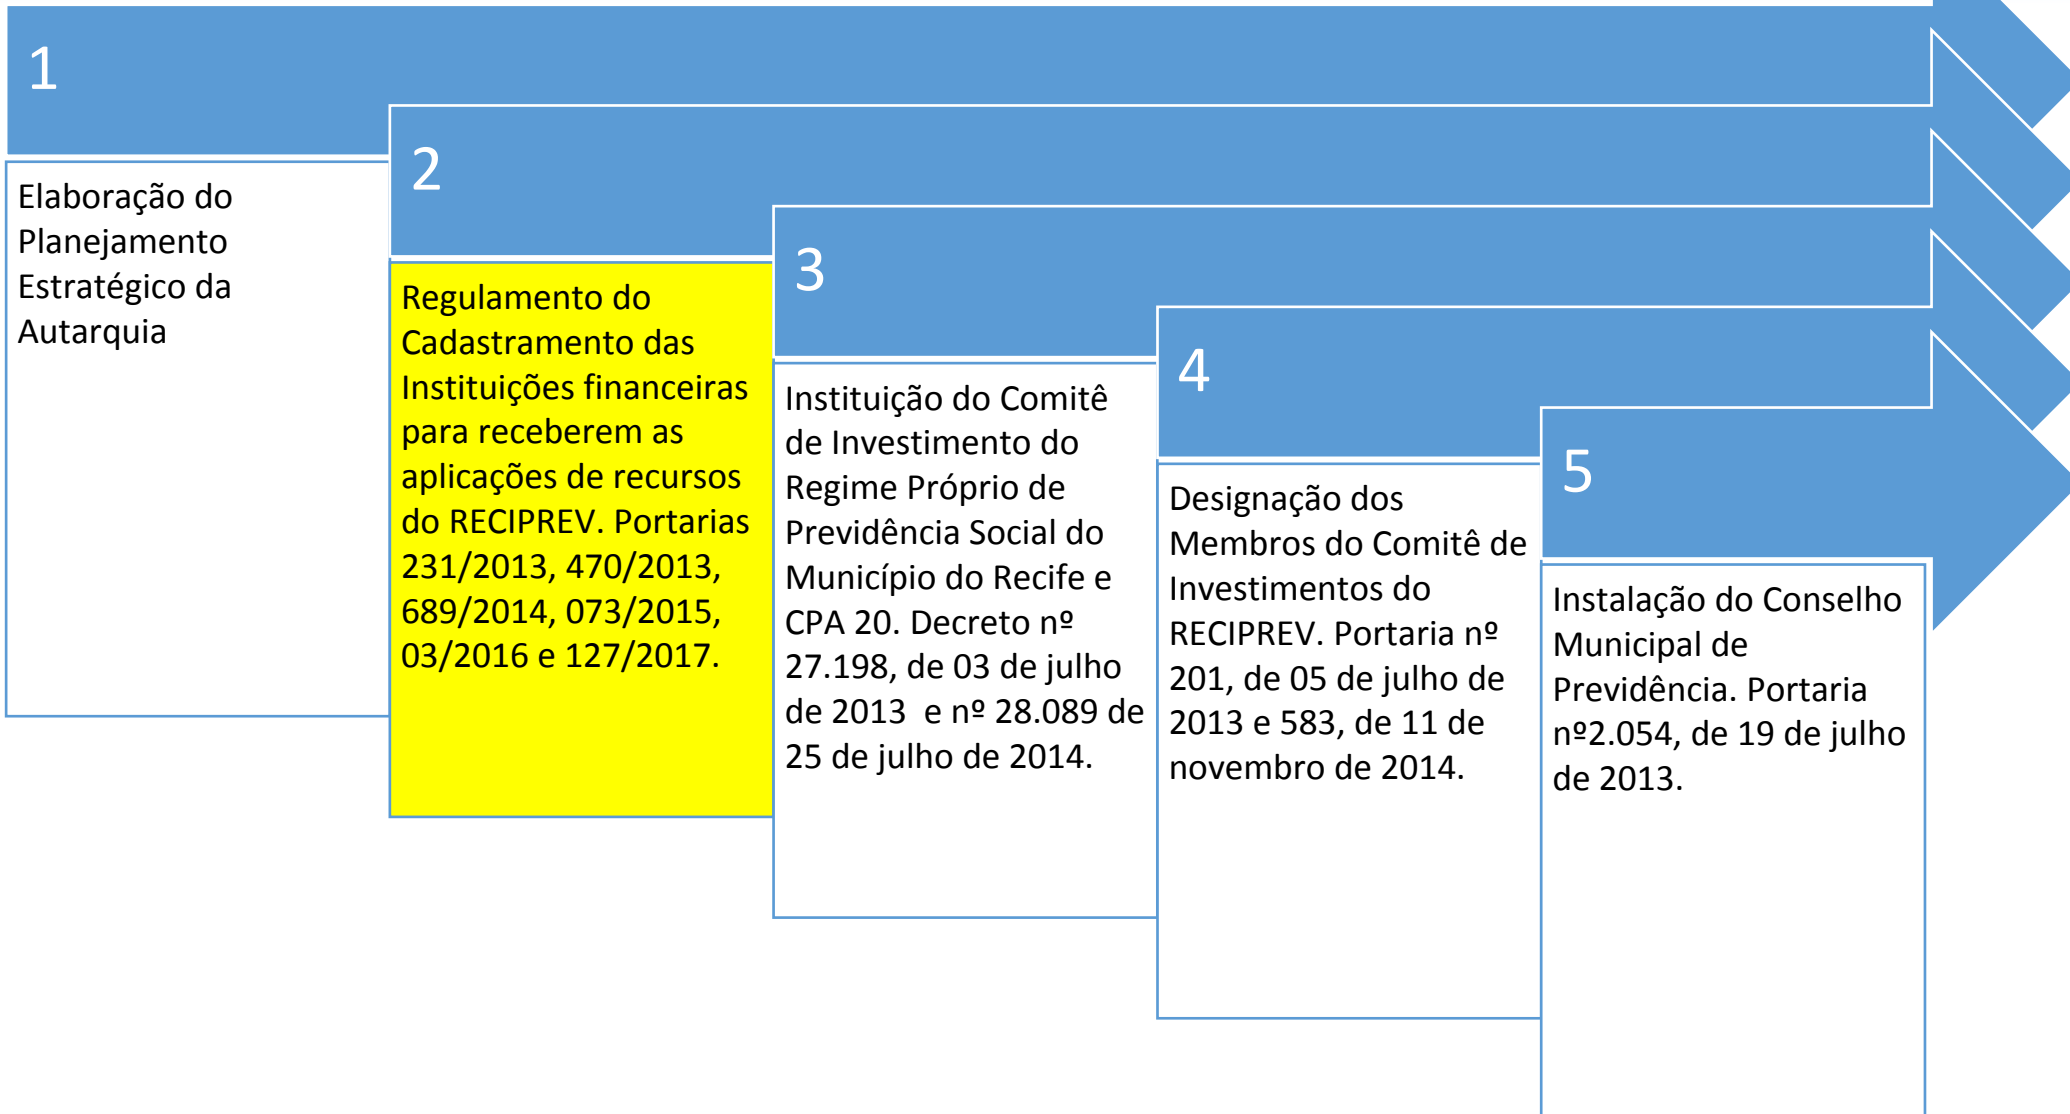 1
Elaboração do
Planejamento
Estratégico da
Autarquia
2
Regulamento do
Cadastramento das
Instituições financeiras
para receberem as
aplicações de recursos
do RECIPREV. Portarias
231/2013, 470/2013,
689/2014, 073/2015,
03/2016 e 127/2017.
3
Instituição do Comitê
de Investimento do
Regime Próprio de
Previdência Social do
Município do Recife e
CPA 20. Decreto nº
27.198, de 03 de julho
de 2013  e nº 28.089 de
25 de julho de 2014.
4
Designação dos
Membros do Comitê de
Investimentos do
RECIPREV. Portaria nº
201, de 05 de julho de
2013 e 583, de 11 de
novembro de 2014.
5
Instalação do Conselho
Municipal de
Previdência. Portaria
nº2.054, de 19 de julho
de 2013.